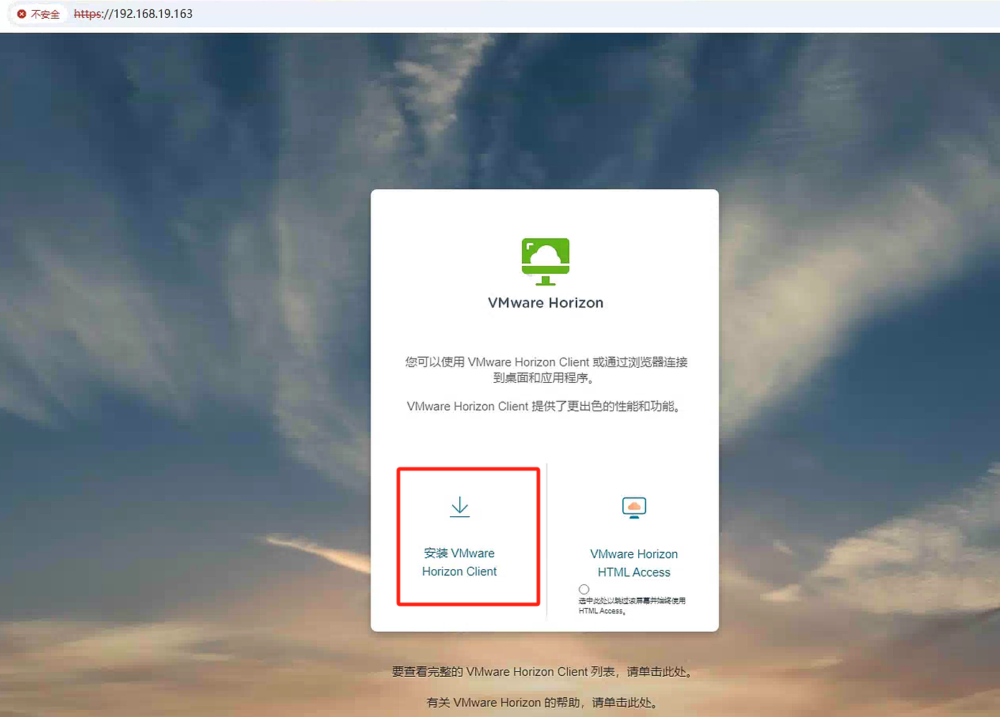 不安全 https://192.168.19.163
VMware Horizon
您可以使用 VMware Horizon Client 或通过浏览器连接
到桌面和应用程序。
VMware Horizon Client 提供了更出色的性能和功能。
安装 VMware
Horizon Client
VMware Horizon
HTML Access
选中此处以跳过该屏幕并始终使用
HTML Access。
要查看完整的 VMware Horizon Client 列表，请单击此处。
有关 VMware Horizon 的帮助，请单击此处。